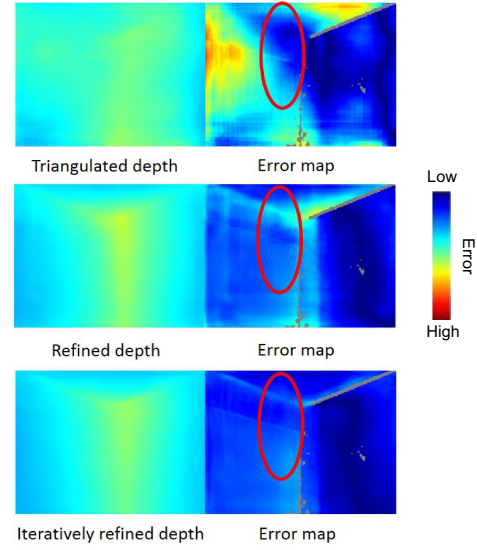 Triangulated depth
Error map
Low
Error
High
Refined depth
Error map
Iteratively refined depth
Error map